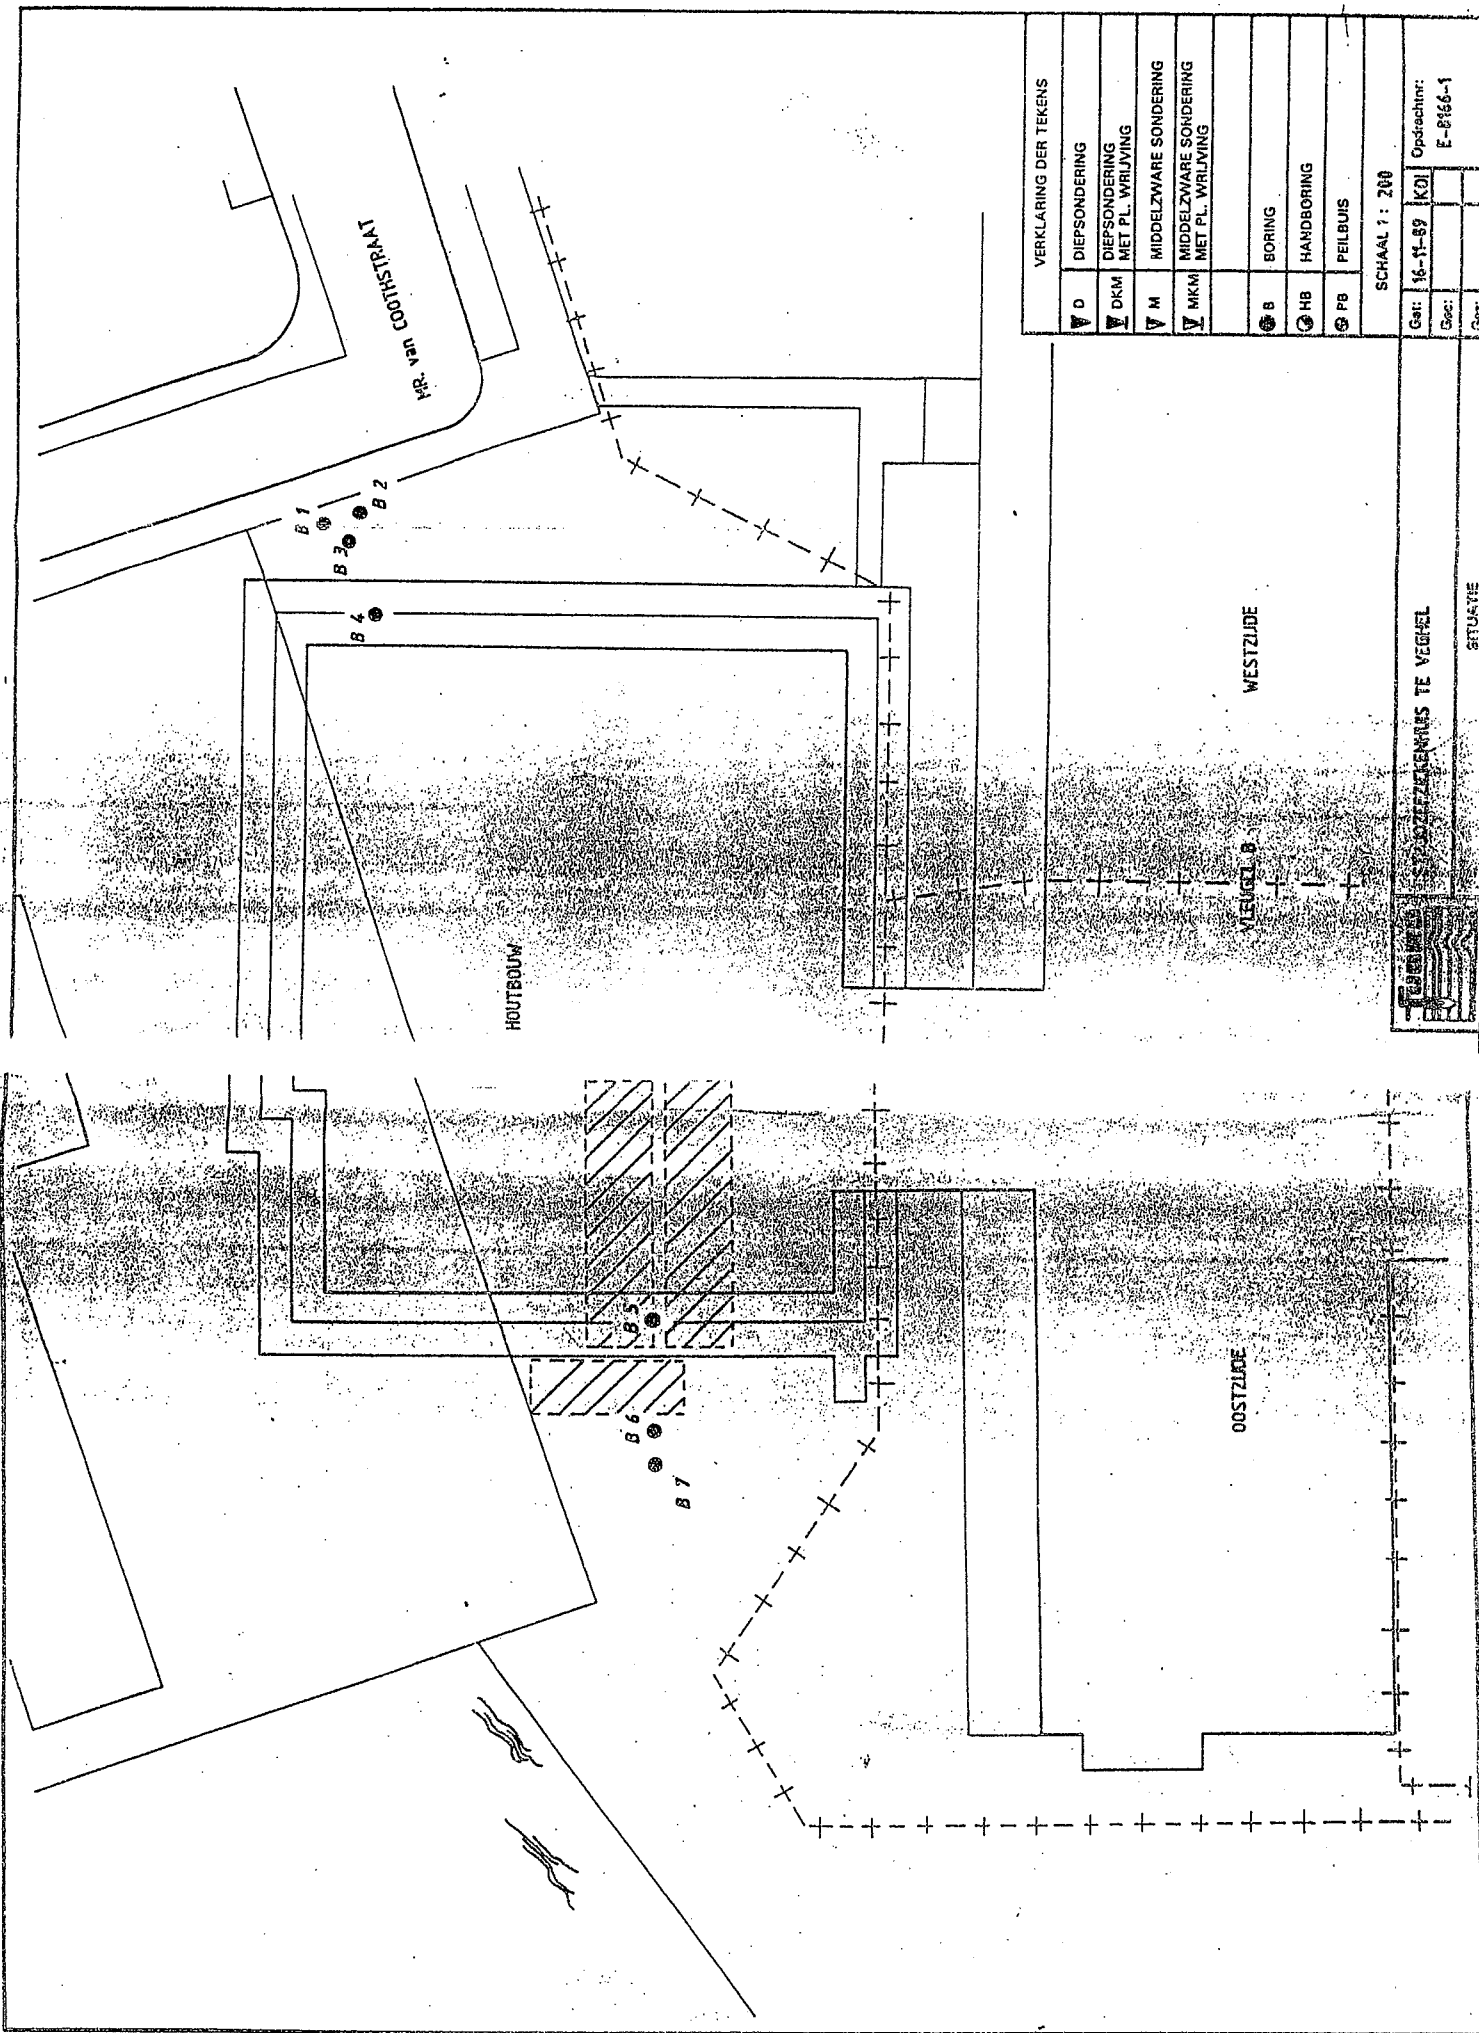 MR. van COOTHSTRAAT
B 1
B 2
B 3
B 4
HOUTBOUW
WESTZIJDE
VLEUGEL B
B 5
B 6
B 7
OOSTZIJDE
VERKLARING DER TEKENS
D DIEPSONDERING
DKM DIEPSONDERING
MET PL. WRIJVING
M MIDDELZWARE SONDERING
MKM MIDDELZWARE SONDERING
MET PL. WRIJVING
B BORING
HB HANDBORING
PB PEILBUIS
SCHAAL 1 : 200
Get: 16-11-89 KOI Opdrachtnr:
E-8166-1
Gec:
Gez:
TE VEGHEL
SITUATIE